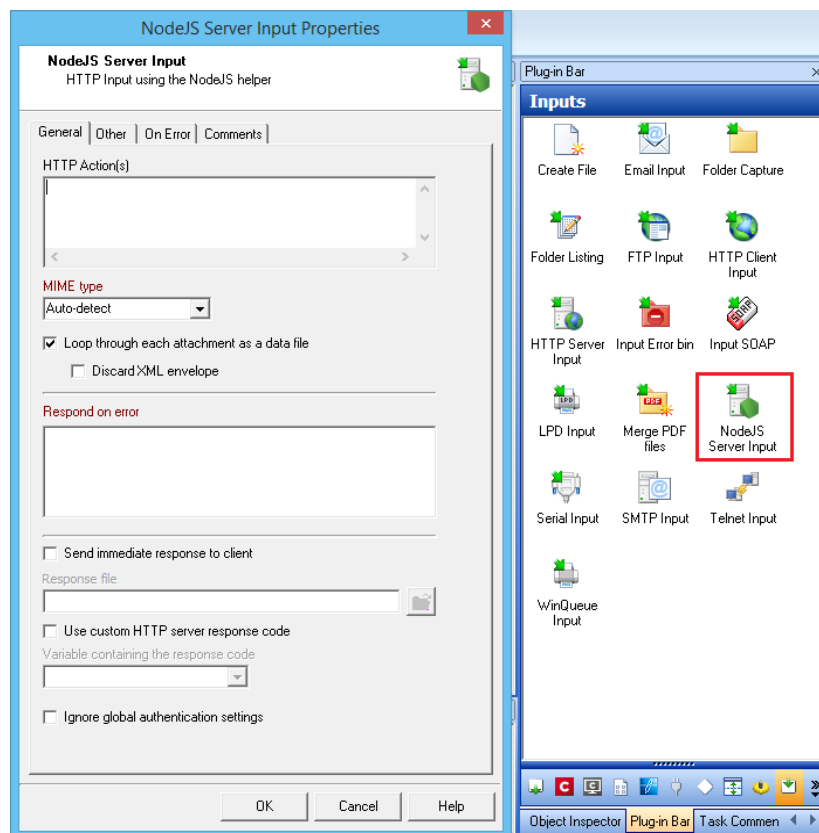 NodeJS Server Input Properties
NodeJS Server Input
HTTP Input using the NodeJS helper
General
Other
On Error
Comments
HTTP Action(s)
MIME type
Auto-detect
Loop through each attachment as a data file
Discard XML envelope
Respond on error
Send immediate response to client
Response file
Use custom HTTP server response code
Variable containing the response code
Ignore global authentication settings
OK
Cancel
Help
Plug-in Bar
Inputs
Create File
Email Input
Folder Capture
Folder Listing
FTP Input
HTTP Client
Input
HTTP Server
Input
Input Error bin
SOAP
Input SOAP
LPD
LPD Input
PDF
Merge PDF
files
NodeJS
Server Input
Serial Input
SMTP Input
Telnet Input
WinQueue
Input
Object Inspector
Plug-in Bar
Task Commen